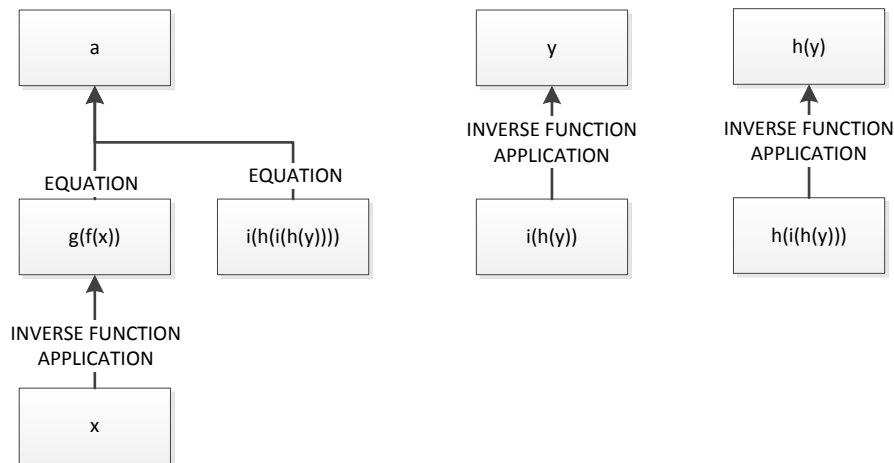 a
y
h(y)
INVERSE FUNCTION
APPLICATION
INVERSE FUNCTION
APPLICATION
EQUATION
EQUATION
g(f(x))
i(h(i(h(y))))
i(h(y))
h(i(h(y)))
INVERSE FUNCTION
APPLICATION
x